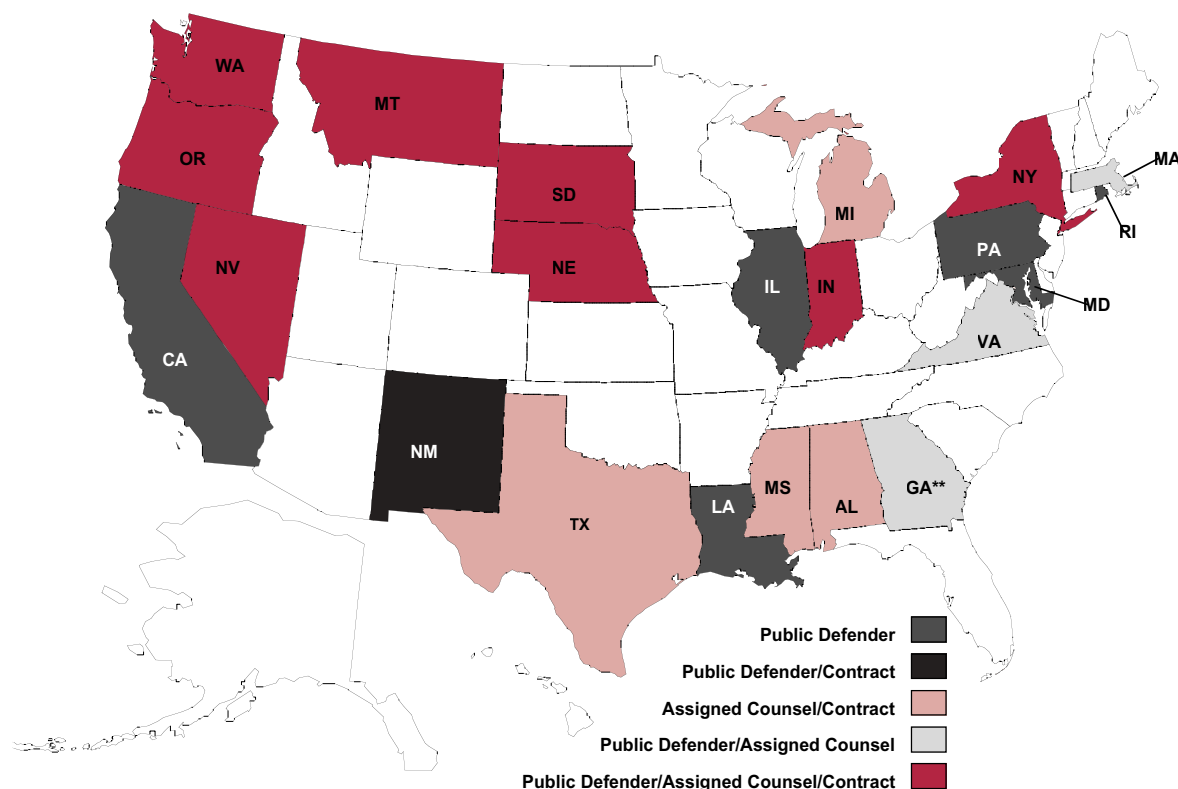 WA
MT
MA
OR
NY
SD
MI
RI
PA
NV
NE
IL
IN
MD
VA
CA
NM
MS
GA**
LA
AL
TX
Public Defender
Public Defender/Contract
Assigned Counsel/Contract
Public Defender/Assigned Counsel
Public Defender/Assigned Counsel/Contract